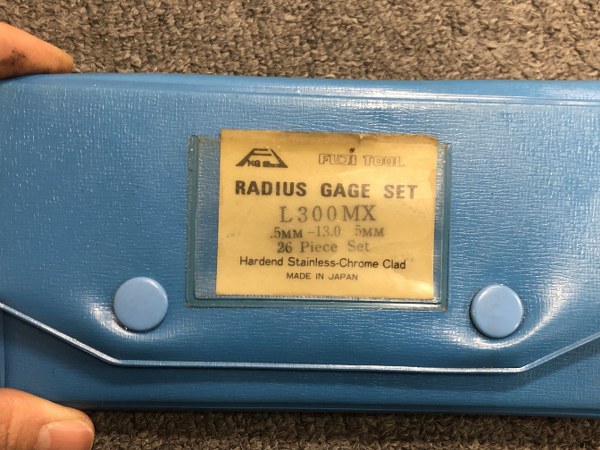 FUJI TOOL
RADIUS GAGE SET
L300MX
.5MM -13.0 5MM
26 Piece Set
Hardend Stainless-Chrome Clad
MADE IN JAPAN